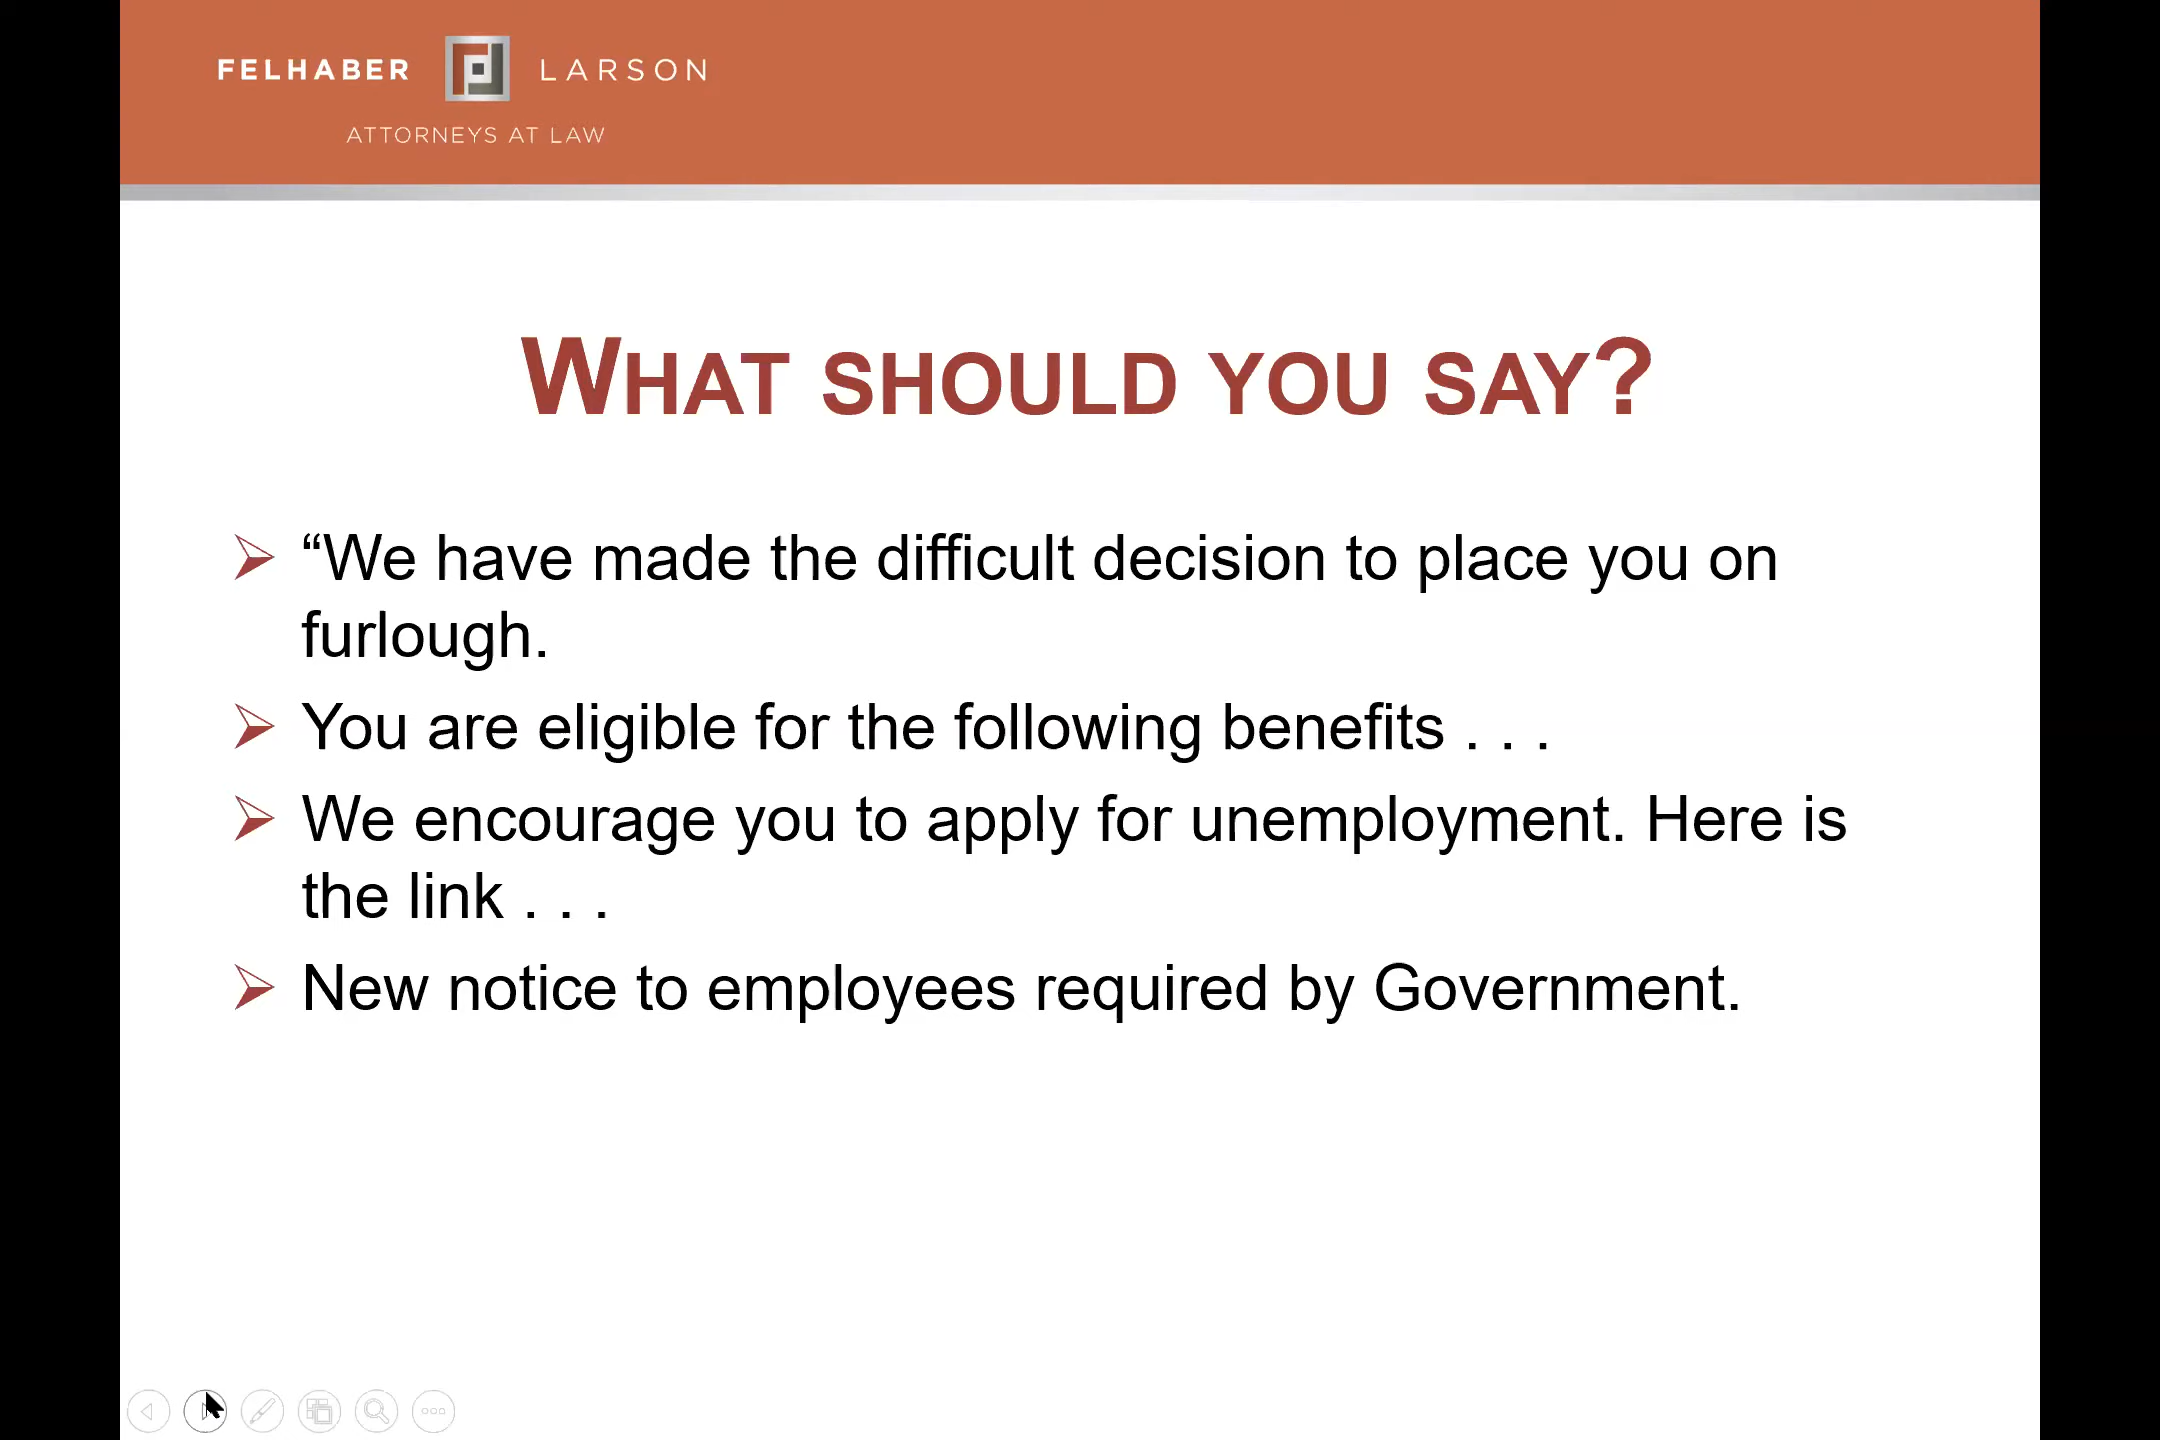 FELHABER LARSON
ATTORNEYS AT LAW
WHAT SHOULD YOU SAY?
“We have made the difficult decision to place you on
furlough.
You are eligible for the following benefits . . .
We encourage you to apply for unemployment. Here is
the link . . .
New notice to employees required by Government.